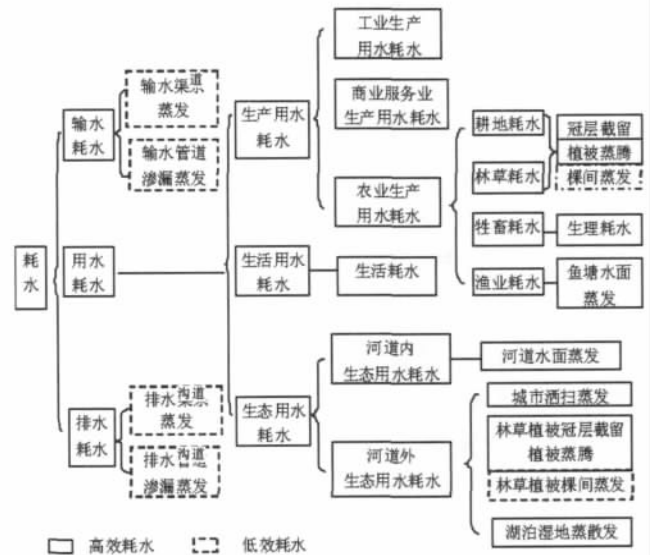 耗
水
输水
耗水
用水
耗水
排水
耗水
输水渠道
蒸发
输水管道
渗漏蒸发
排水沟道
蒸发
排水沟道
渗漏蒸发
生产用水
耗水
生活用水
耗水
生态用水
耗水
工业生产
用水耗水
商业服务业
生产用水耗水
农业生产
用水耗水
生活耗水
河道内
生态用水耗水
河道外
生态用水耗水
耕地耗水
林草耗水
牲畜耗水
渔业耗水
冠层截留
植被蒸腾
棵间蒸发
生理耗水
鱼塘水面
蒸发
河道水面蒸发
城市洒扫蒸发
林草植被冠层截留
植被蒸腾
林草植被棵间蒸发
湖泊湿地蒸散发
高效耗水
低效耗水